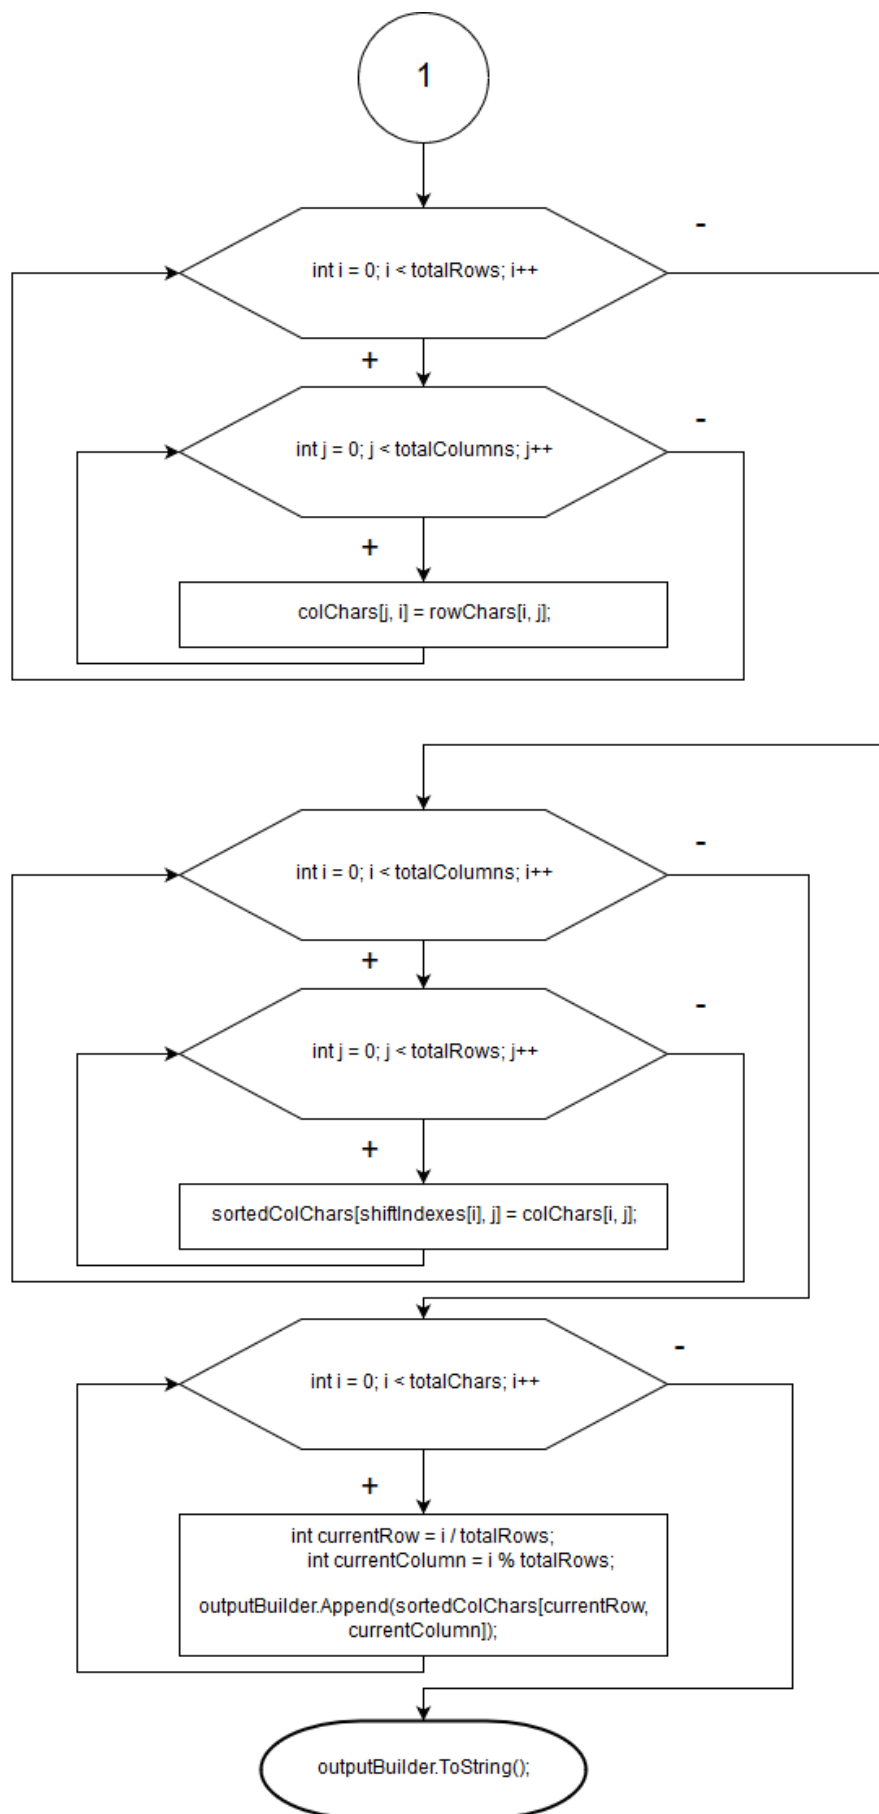 1
-
int i = 0; i < totalRows; i++
+
-
int j = 0; j < totalColumns; j++
+
colChars[j, i] = rowChars[i, j];
-
int i = 0; i < totalColumns; i++
+
-
int j = 0; j < totalRows; j++
+
sortedColChars[shiftIndexes[i], j] = colChars[i, j];
-
int i = 0; i < totalChars; i++
+
int currentRow = i / totalRows;
int currentColumn = i % totalRows;
outputBuilder.Append(sortedColChars[currentRow,
currentColumn]);
outputBuilder.ToString();